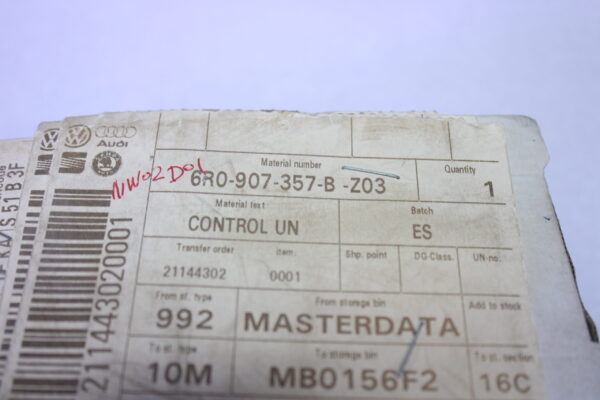 Audi
NW02D01
Material number
6R0-907-357-B -Z03
Quantity
1
Material text
CONTROL UN
Batch
ES
Transfer order
21144302
item.
0001
Shp. point
DG Class.
UN-no.
From st. type
992
From storage bin
MASTERDATA
Add to stock
To st. type
10M
To storage bin
MB0156F2
To st. section
16C
211443020001